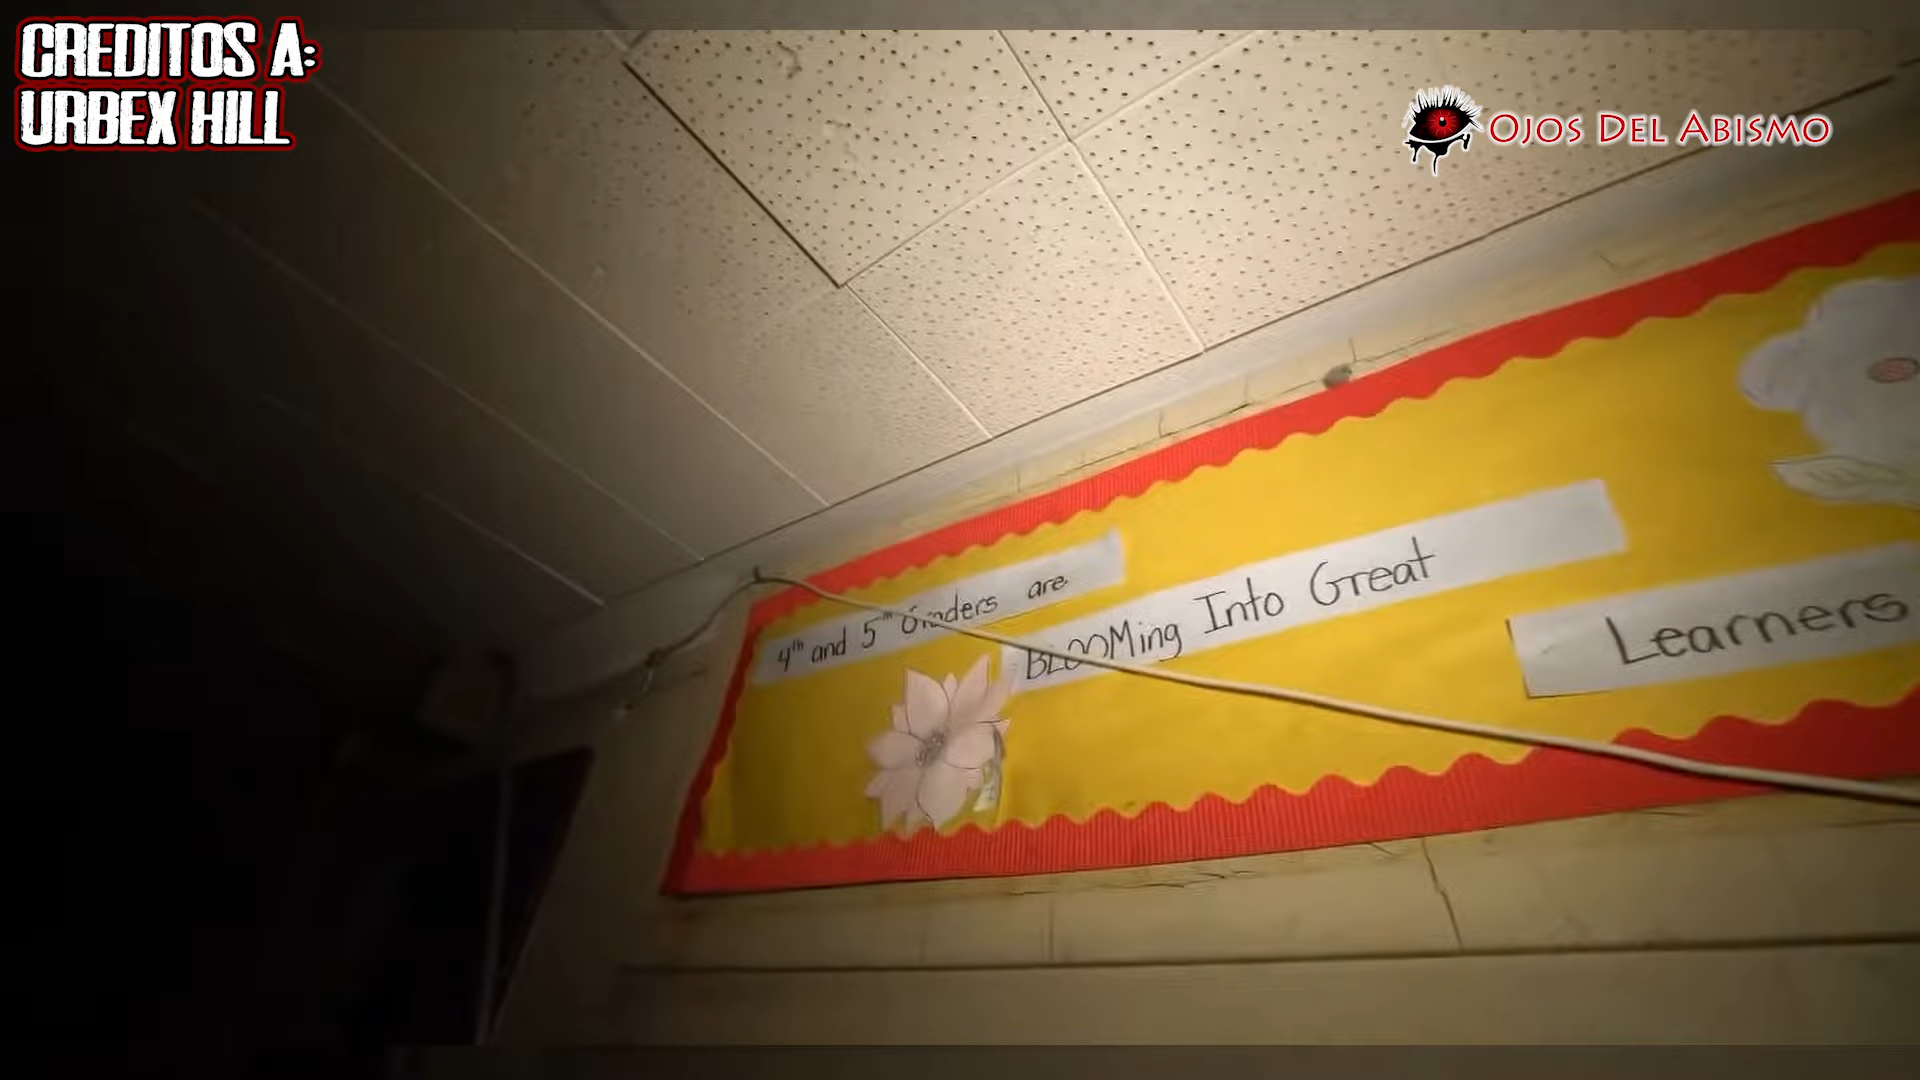 CREDITOS A:
URBEX HILL
Ojos Del Abismo
4th and 5th Graders are
BLOOMing Into Great
Learners